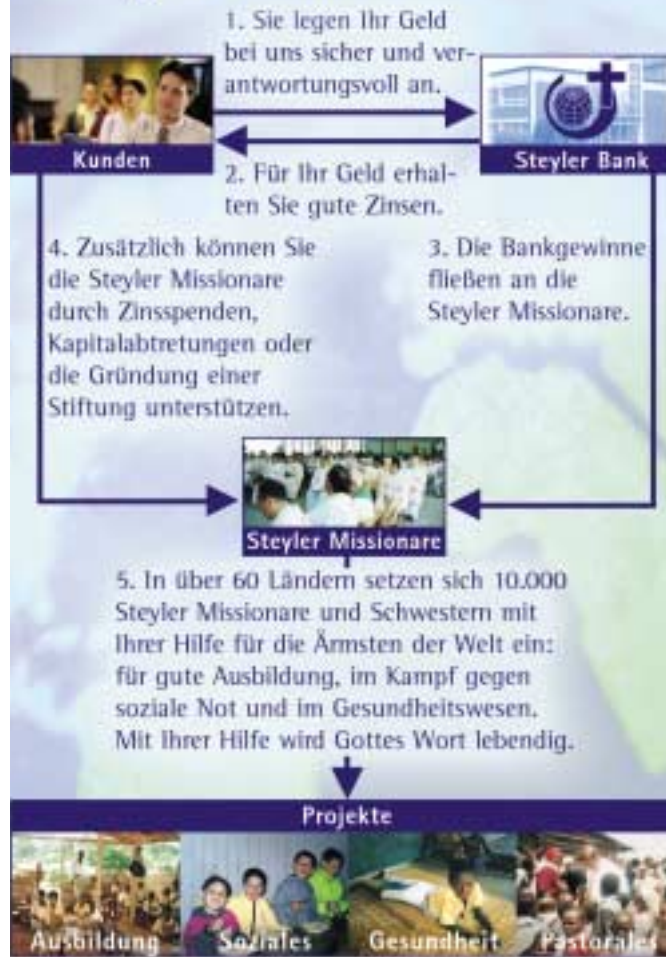 1. Sie legen Ihr Geld
bei uns sicher und ver-
antwortungsvoll an.
Kunden
Steyler Bank
2. Für Ihr Geld erhal-
ten Sie gute Zinsen.
4. Zusätzlich können Sie
die Steyler Missionare
durch Zinsspenden,
Kapitalabtretungen oder
die Gründung einer
Stiftung unterstützen.
3. Die Bankgewinne
fließen an die
Steyler Missionare.
Steyler Missionare
5. In über 60 Ländern setzen sich 10.000
Steyler Missionare und Schwestern mit
Ihrer Hilfe für die Ärmsten der Welt ein:
für gute Ausbildung, im Kampf gegen
soziale Not und im Gesundheitswesen.
Mit Ihrer Hilfe wird Gottes Wort lebendig.
Projekte
Ausbildung
Soziales
Gesundheit
Pastorales